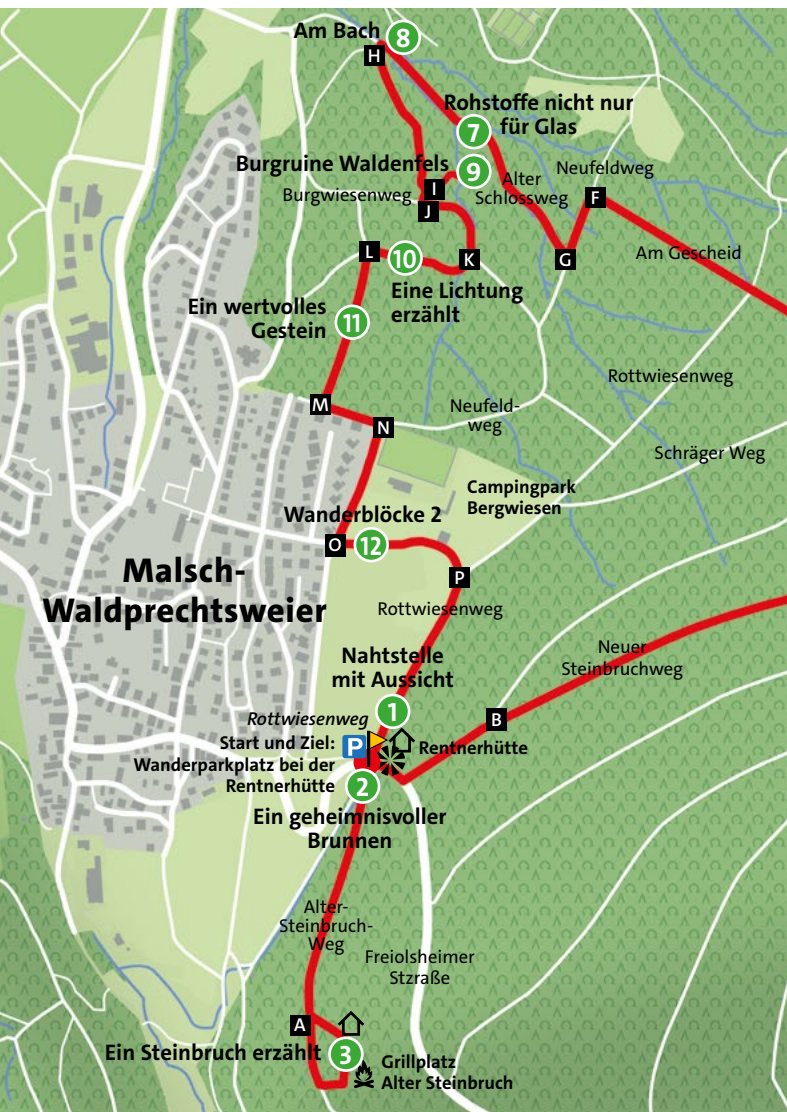 Am Bach
8
H
Rohstoffe nicht nur
für Glas
7
Burgruine Waldenfels
9
Alter
Schlossweg
Neufeldweg
I
Burgwiesenweg
J
F
L
10
K
G
Am Gescheid
Eine Lichtung
erzählt
Ein wertvolles
Gestein
11
Rottwiesenweg
M
N
Neufeld-
weg
Schräger Weg
Campingpark
Bergwiesen
Wanderblöcke 2
O
12
Malsch-
Waldprechtsweier
P
Rottwiesenweg
Neuer
Steinbruchweg
Nahtstelle
mit Aussicht
1
B
Rottwiesenweg
Start und Ziel:
Wanderparkplatz bei der
Rentnerhütte
P
Rentnerhütte
2
Ein geheimnisvoller
Brunnen
Alter-
Steinbruch-
Weg
Freiolsheimer
Stzraße
A
Ein Steinbruch erzählt
3
Grillplatz
Alter Steinbruch